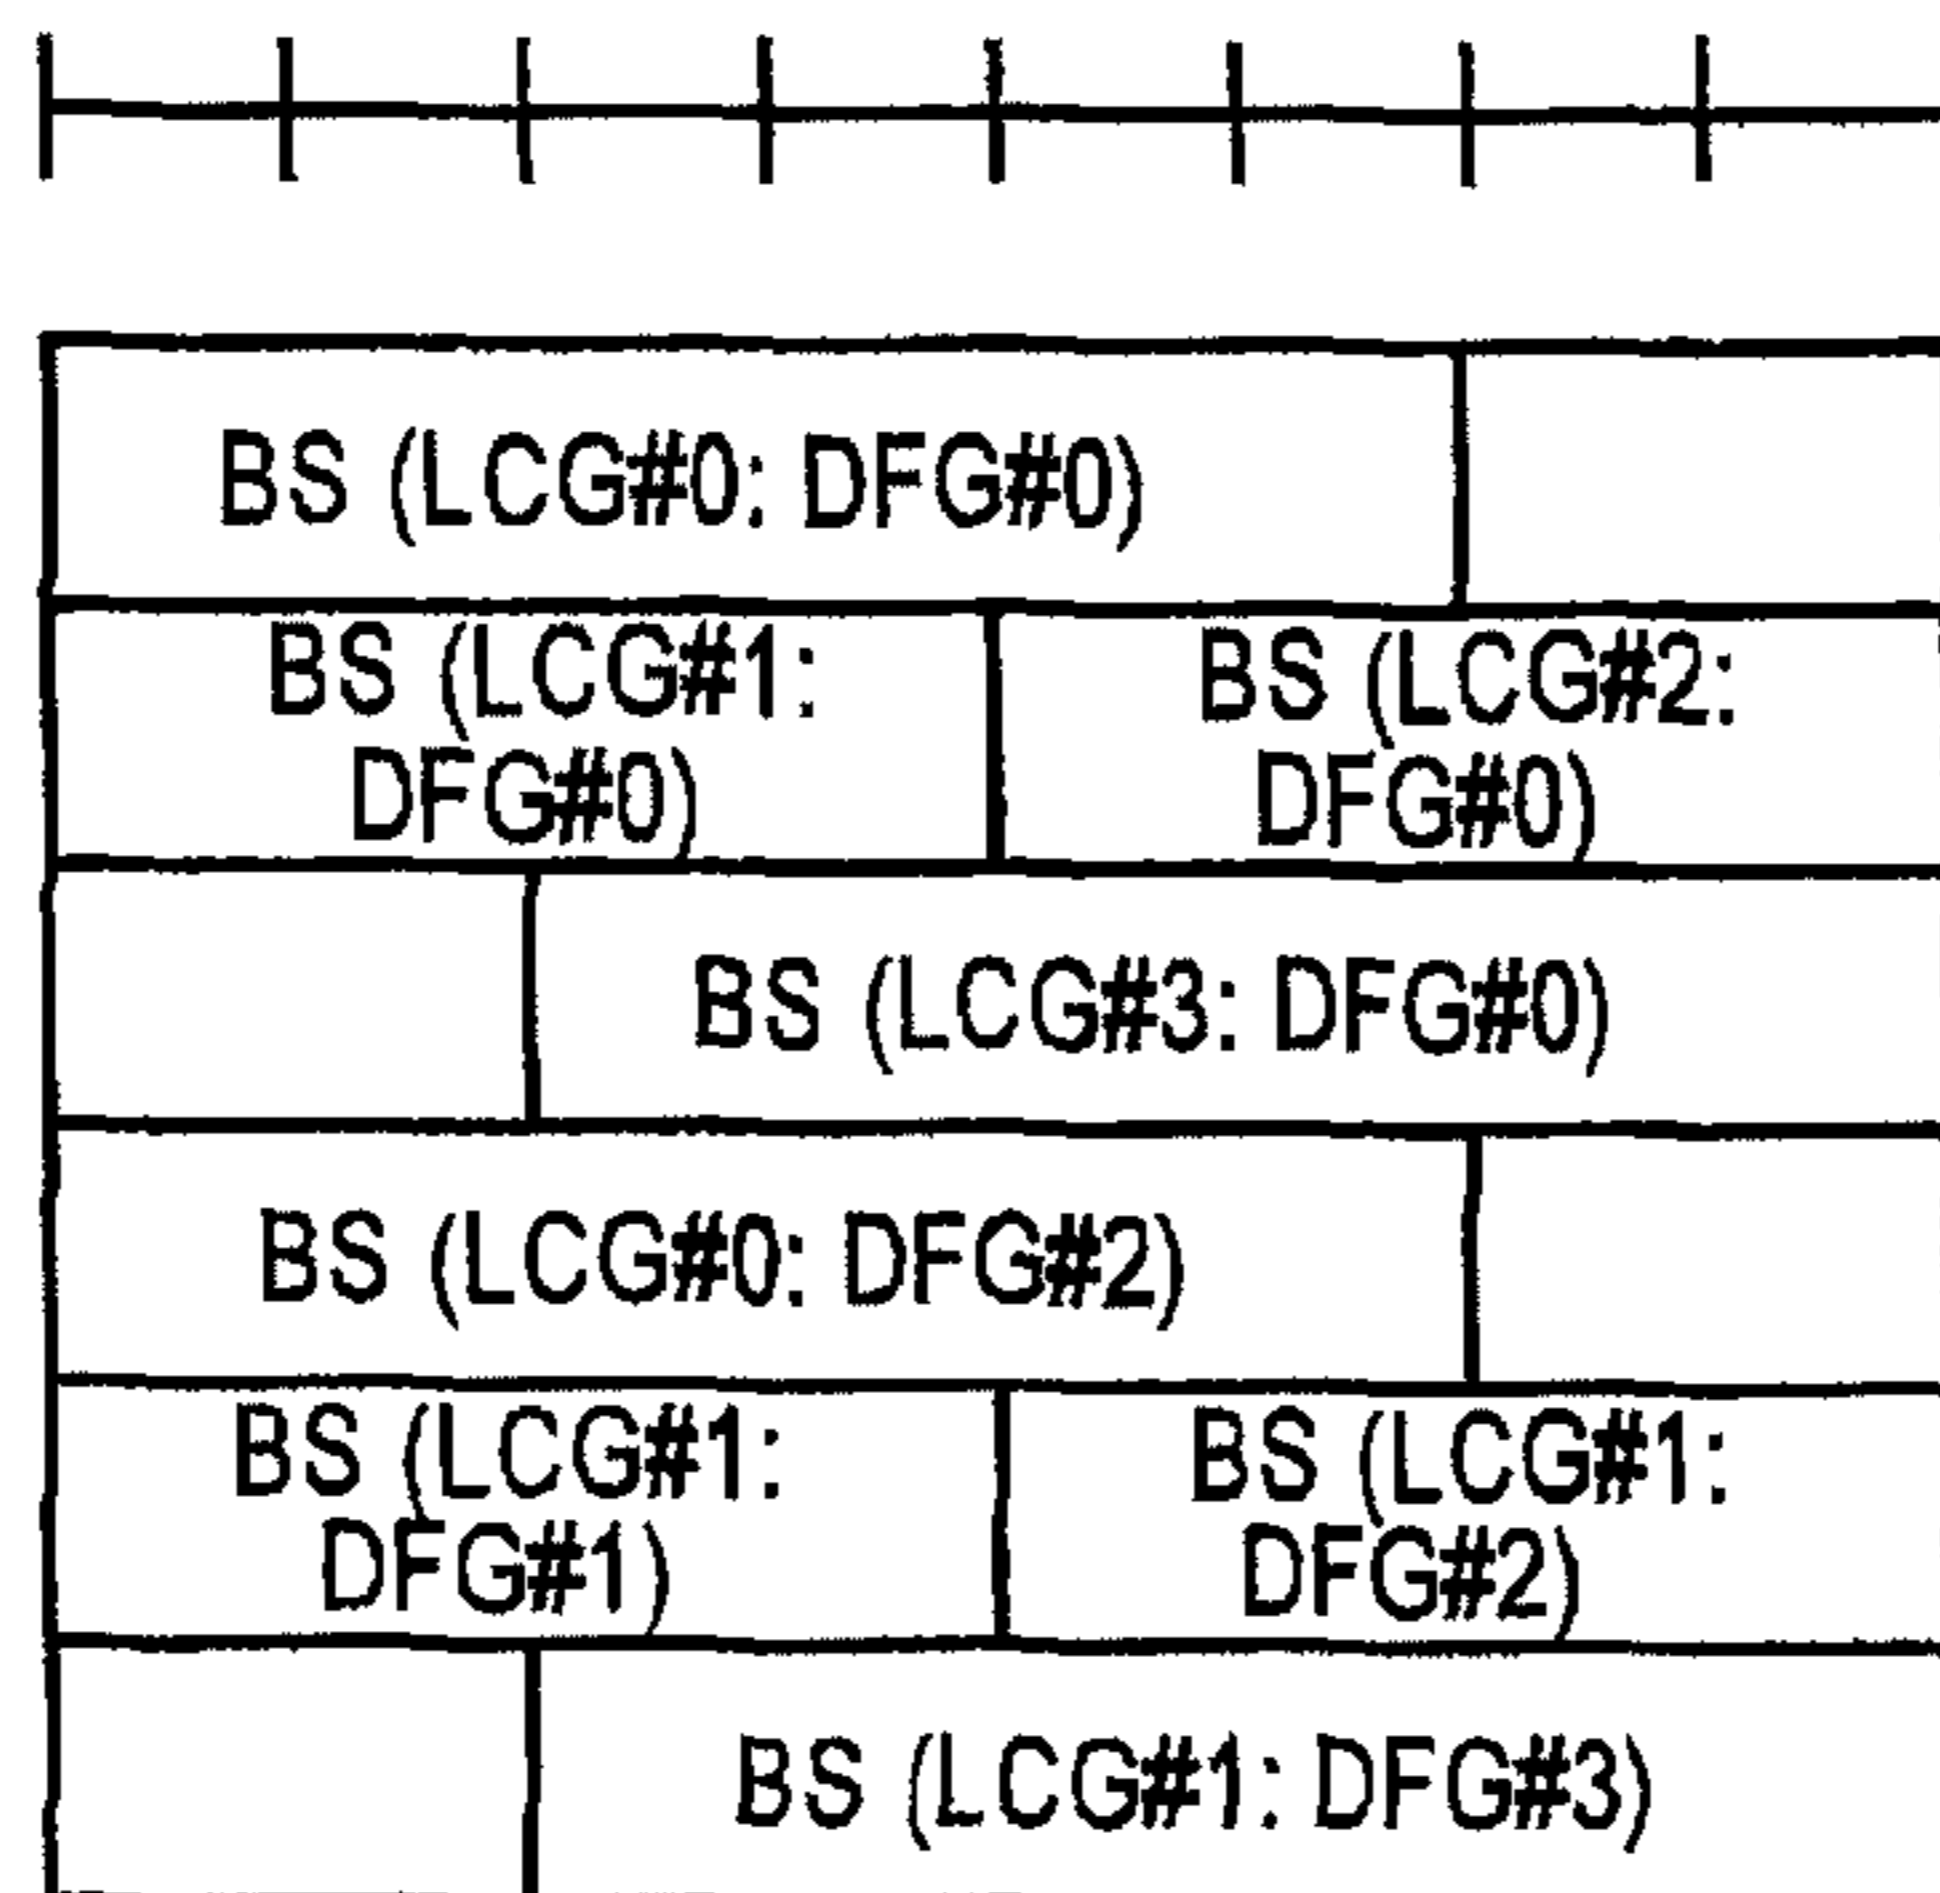 BS (LCG#0: DFG#0)
BS (LCG#1:
DFG#0)
BS (LCG#2:
DFG#0)
BS (LCG#3: DFG#0)
BS (LCG#0: DFG#2)
BS (LCG#1:
DFG#1)
BS (LCG#1:
DFG#2)
BS (LCG#1: DFG#3)